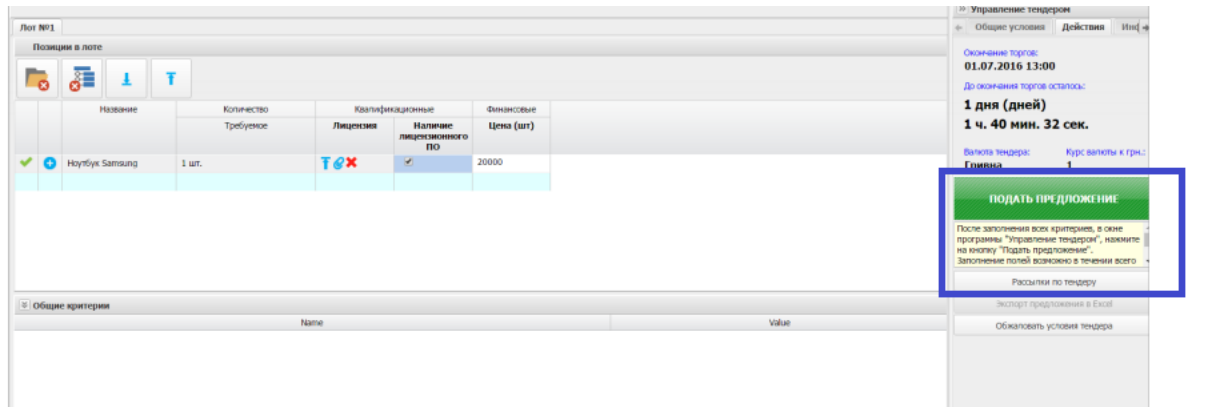 Управление тендером
Лот №1
Общие условия Действия Инф
Позиции в лоте
Окончание торгов:
01.07.2016 13:00
До окончания торгов осталось:
1 дня (дней)
1 ч. 40 мин. 32 сек.
Название Количество Квалификационные Финансовые
Требуемое Лицензия Наличие лицензионного ПО Цена (шт)
Валюта тендера: Курс валюты к грн.:
Гривна 1
Ноутбук Samsung 1 шт. 20000
ПОДАТЬ ПРЕДЛОЖЕНИЕ
После заполнения всех критериев, в окне
программы "Управление тендером", нажмите
на кнопку "Подать предложение".
Заполнение полей возможно в течении всего
Рассылки по тендеру
Общие критерии
Экспорт предложения в Excel
Name Value
Обжаловать условия тендера